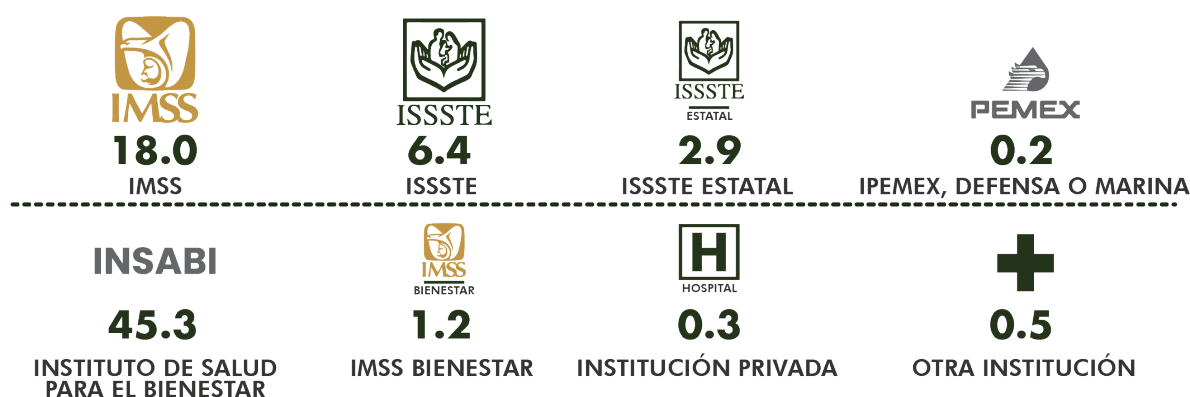 IMSS
ISSSTE
ISSSTE
ESTATAL
PEMEX
18.0
6.4
2.9
0.2
IMSS
ISSSTE
ISSSTE ESTATAL
IPEMEX, DEFENSA O MARINA
INSABI
IMSS
BIENESTAR
H
HOSPITAL
45.3
1.2
0.3
0.5
INSTITUTO DE SALUD
PARA EL BIENESTAR
IMSS BIENESTAR
INSTITUCIÓN PRIVADA
OTRA INSTITUCIÓN